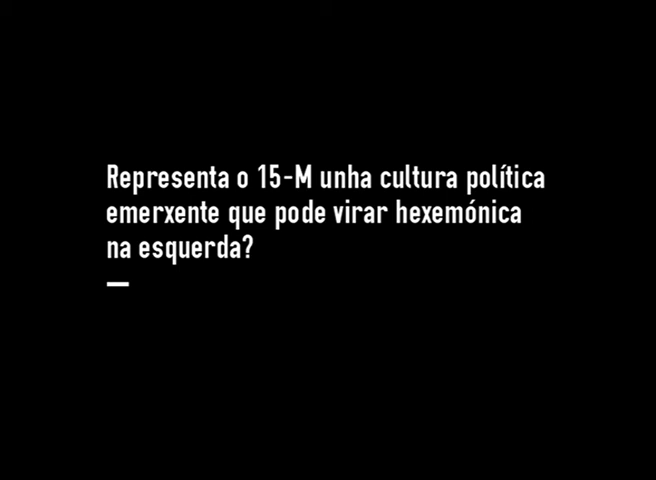 Representa o 15-M unha cultura política
emerxente que pode virar hexemónica
na esquerda?